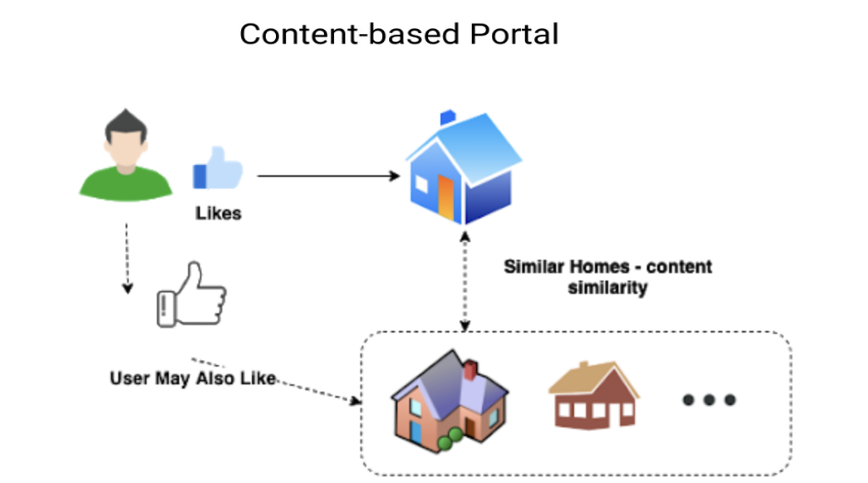 Content-based Portal
Likes
Similar Homes - content
similarity
User May Also Like